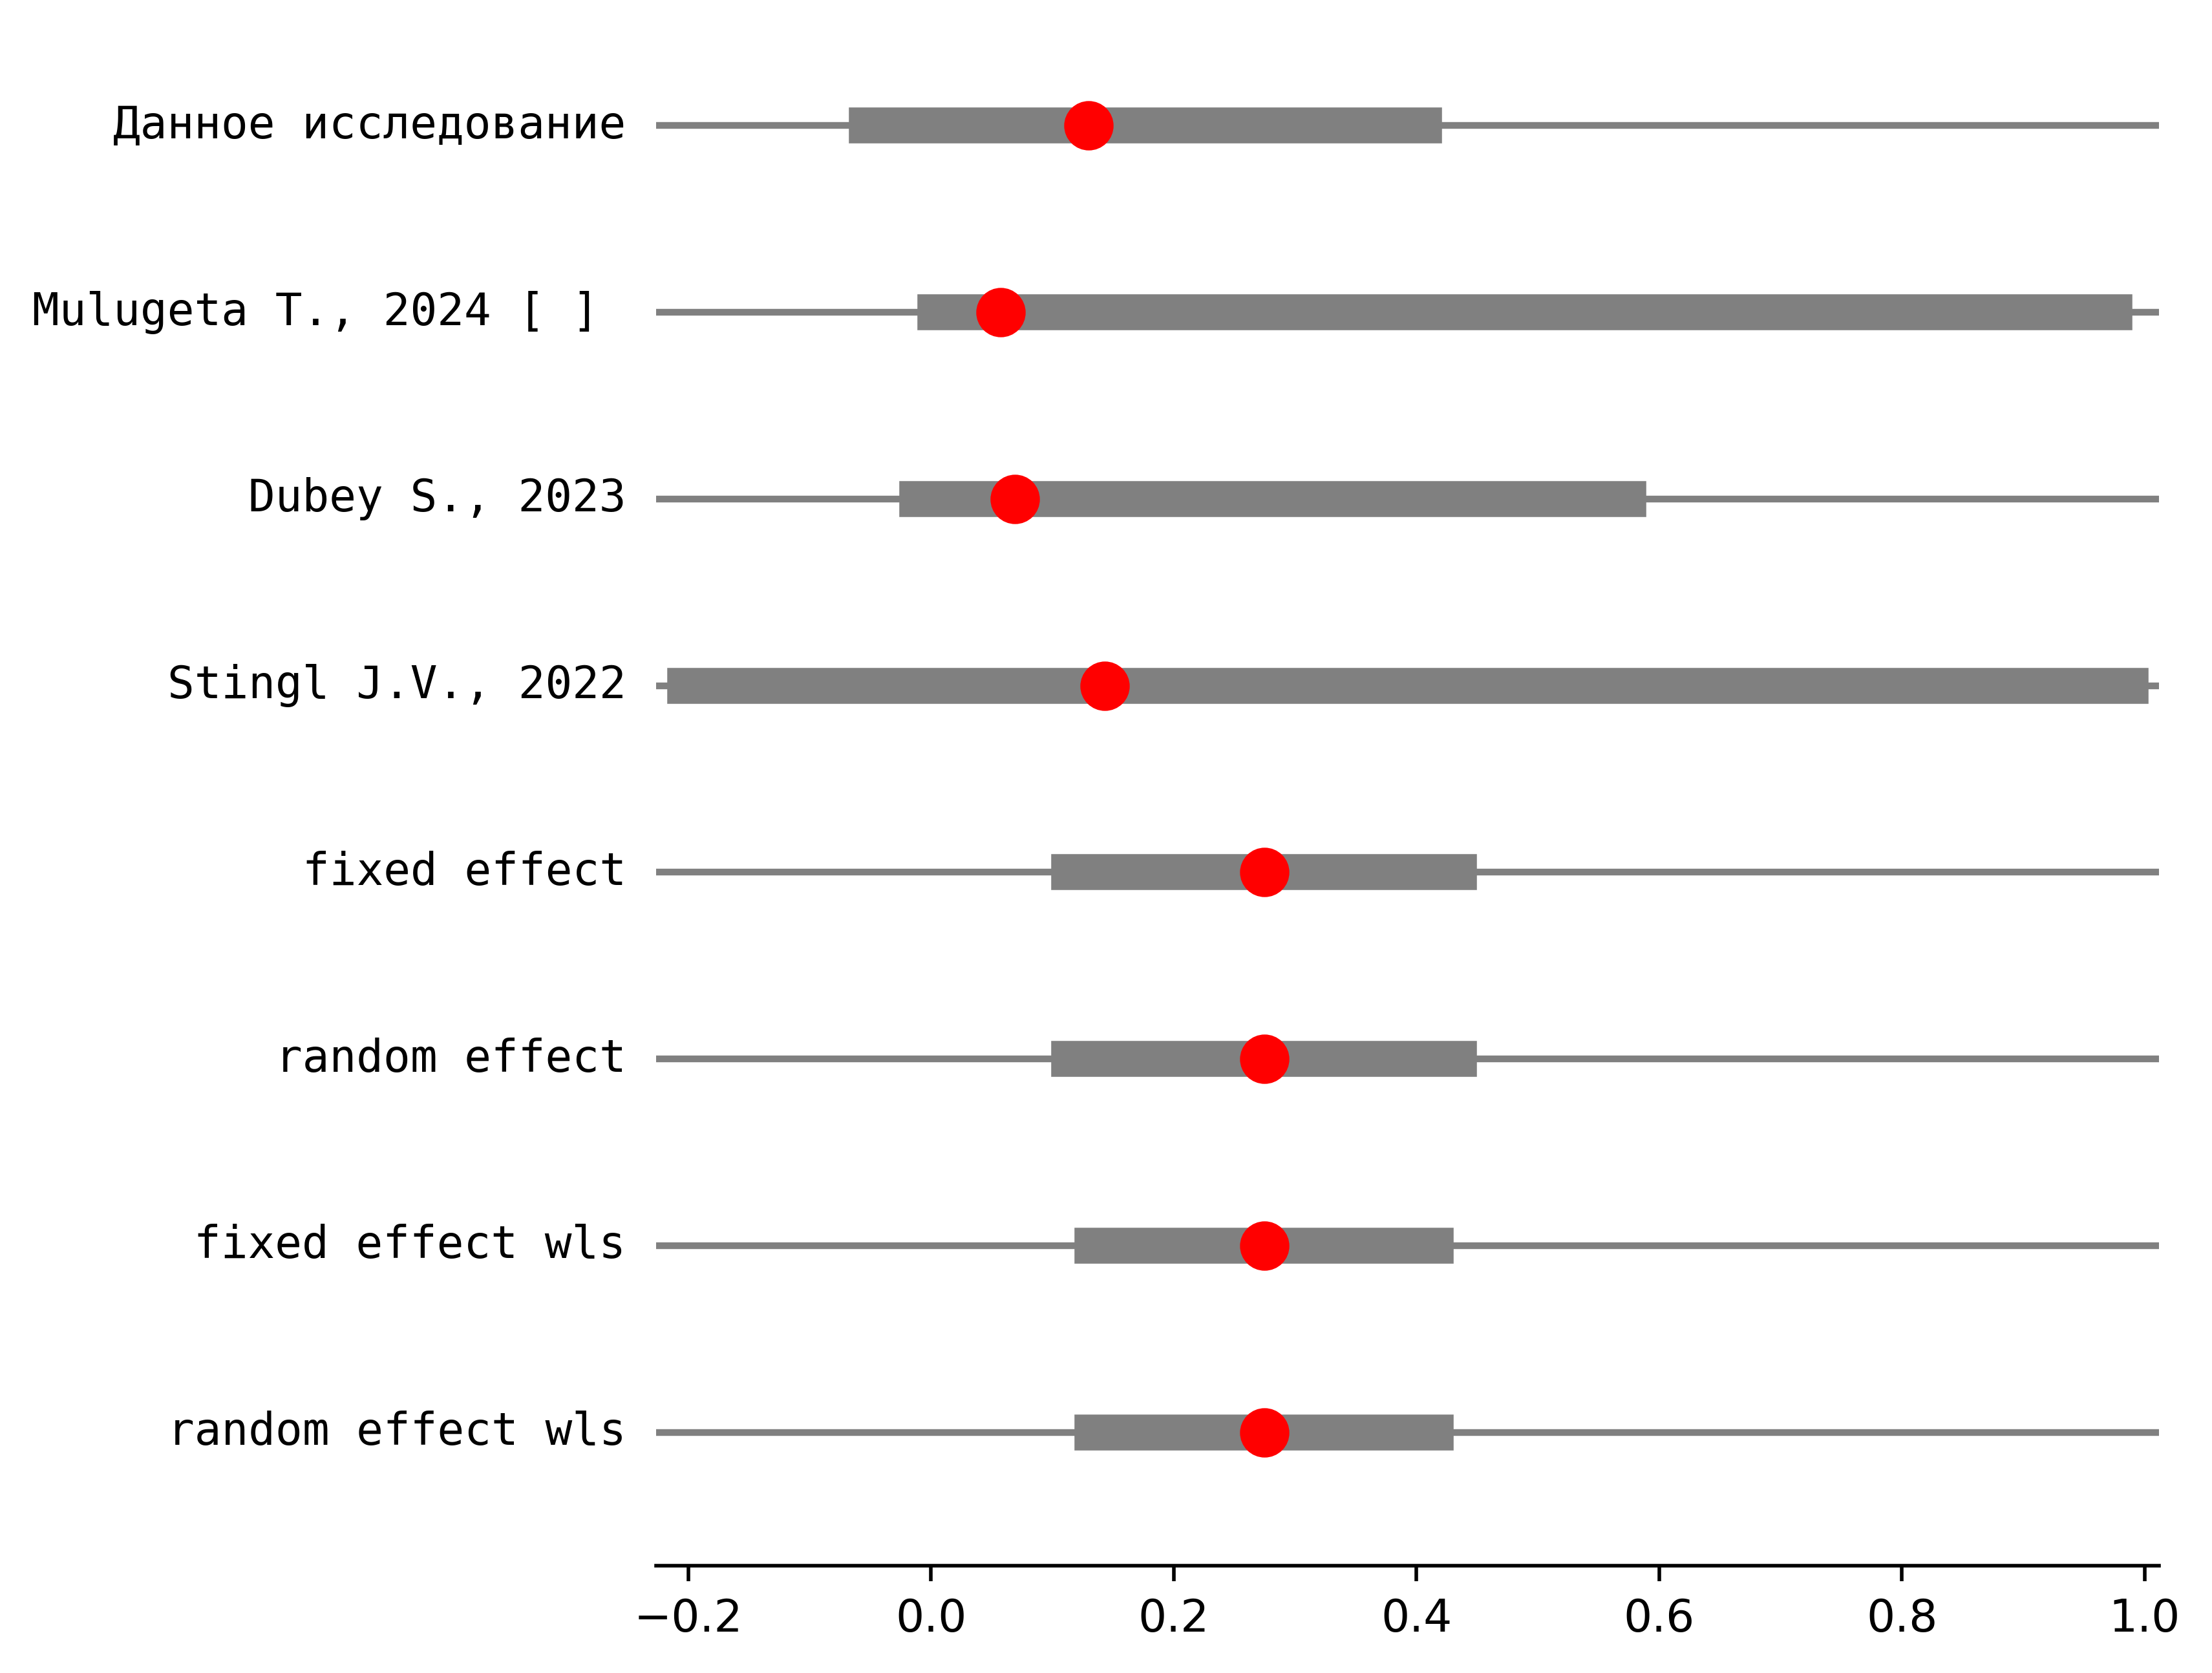 Данное исследование
Mulugeta T., 2024 [ ]
Dubey S., 2023
Stingl J.V., 2022
fixed effect
random effect
fixed effect wls
random effect wls
−0.2 0.0 0.2 0.4 0.6 0.8 1.0